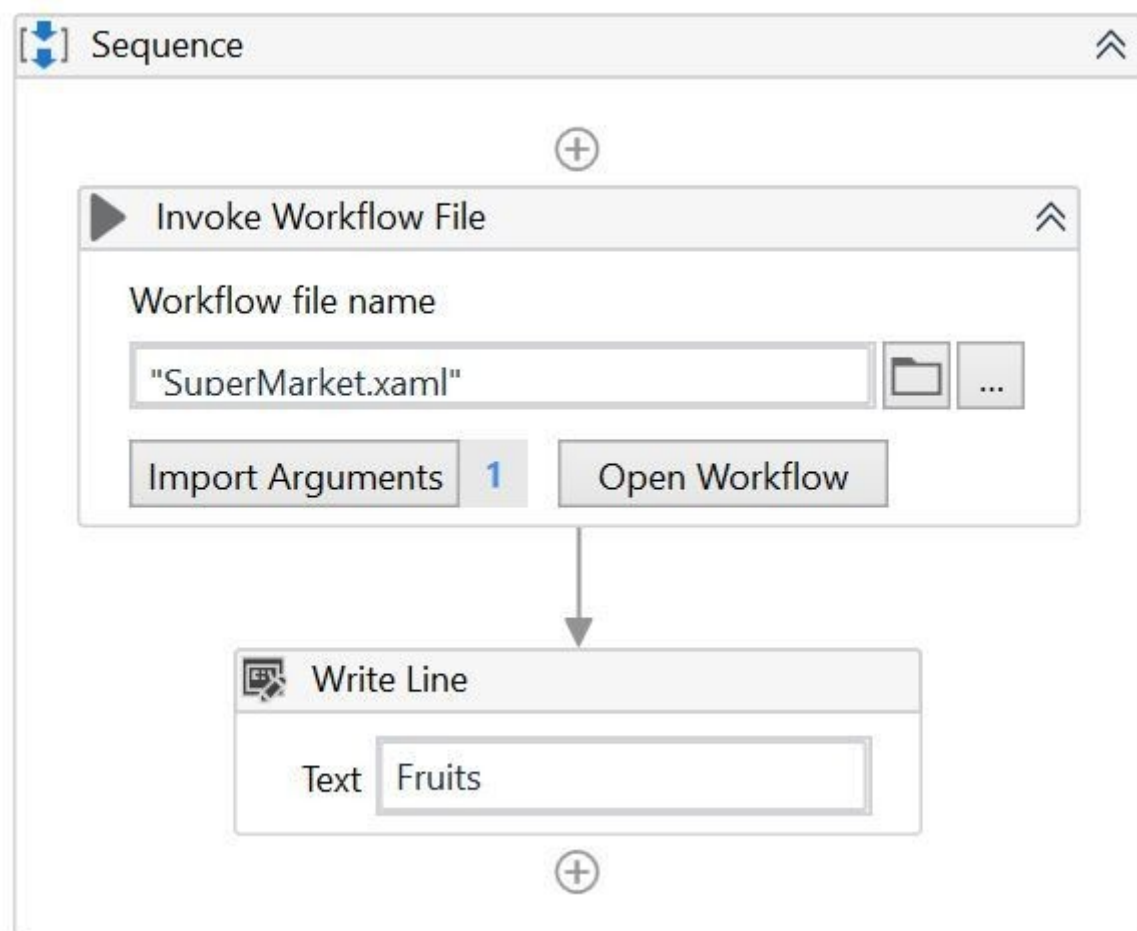 Sequence
Invoke Workflow File
Workflow file name
"SuperMarket.xaml"
...
Import Arguments 1 Open Workflow
Write Line
Text Fruits